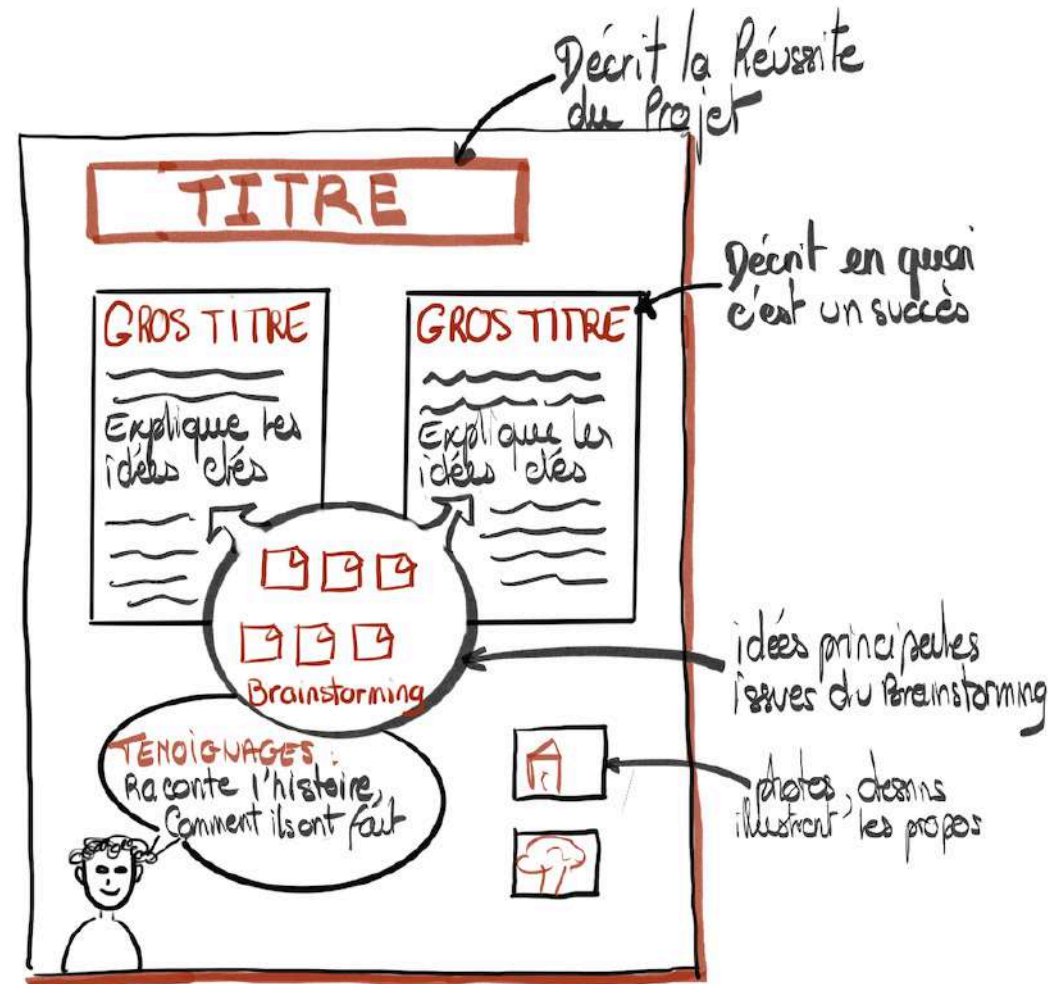 Décrit la Réussite
du Projet
TITRE
Décrit en quoi
c'est un succès
GROS TITRE
Explique les
idées clés
GROS TITRE
Explique les
idées clés
Brainstorming
idées principales
issues du Brainstorming
TEMOIGNAGES :
Raconte l'histoire,
Comment ils ont fait
photos, dessins
illustrant les propos